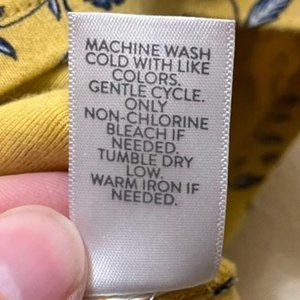 MACHINE WASH
COLD WITH LIKE
COLORS.
GENTLE CYCLE.
ONLY
NON-CHLORINE
BLEACH IF
NEEDED.
TUMBLE DRY
LOW.
WARM IRON IF
NEEDED.